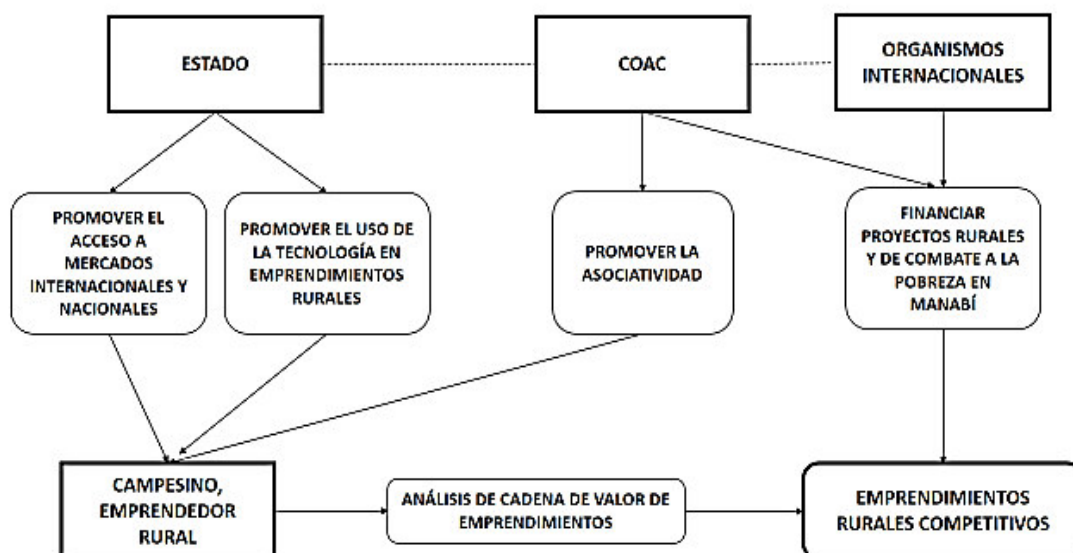 ESTADO
COAC
ORGANISMOS
INTERNACIONALES
PROMOVER EL
ACCESO A
MERCADOS
INTERNACIONALES Y
NACIONALES
PROMOVER EL USO DE
LA TECNOLOGÍA EN
EMPRENDIMIENTOS
RURALES
PROMOVER LA
ASOCIATIVIDAD
FINANCIAR
PROYECTOS RURALES
Y DE COMBATE A LA
POBREZA EN
MANABÍ
CAMPESINO,
EMPRENDEDOR
RURAL
ANÁLISIS DE CADENA DE VALOR DE
EMPRENDIMIENTOS
EMPRENDIMIENTOS
RURALES COMPETITIVOS